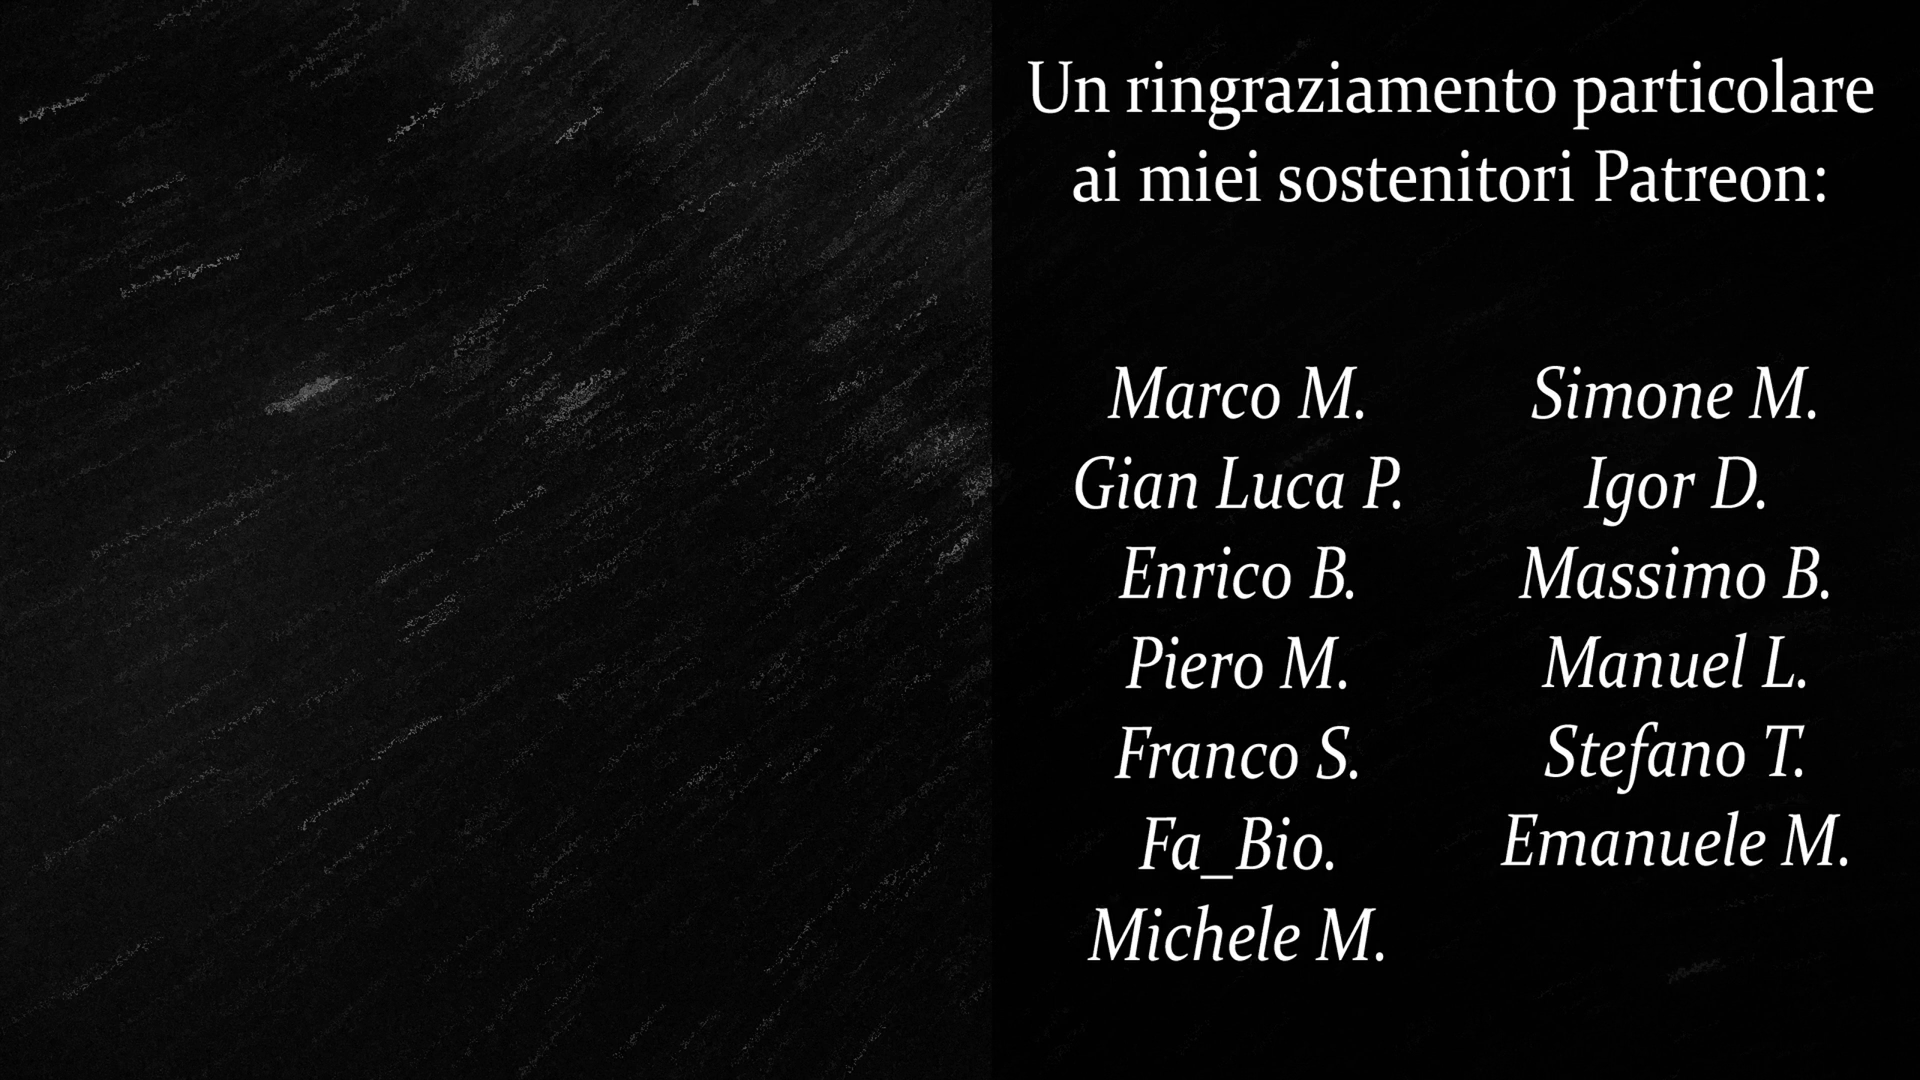 Un ringraziamento particolare
ai miei sostenitori Patreon:
Marco M.
Gian Luca P.
Enrico B.
Piero M.
Franco S.
Fa_Bio.
Michele M.
Simone M.
Igor D.
Massimo B.
Manuel L.
Stefano T.
Emanuele M.